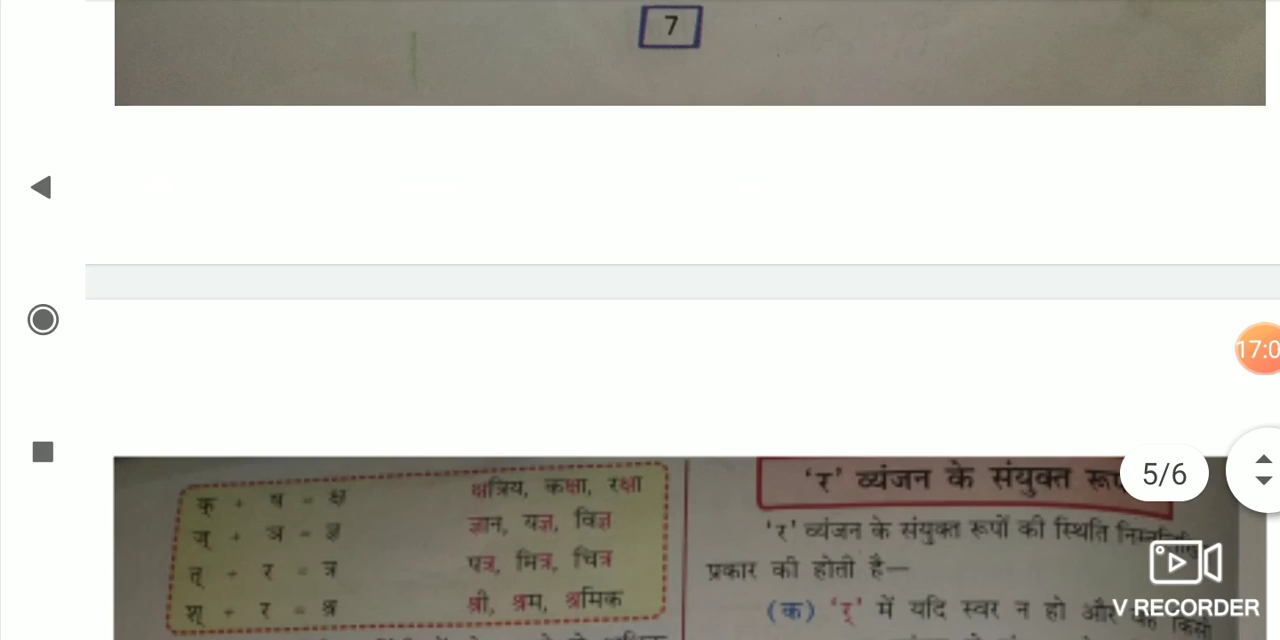 7
17:0
5/6
क् + ष = क्ष क्षत्रिय, कक्षा, रक्षा
ज् + ञ = ज्ञ ज्ञान, यज्ञ, विज्ञ
त् + र = त्र पत्र, मित्र, चित्र
श् + र = श्र श्री, श्रम, श्रमिक
'र' व्यंजन के संयुक्त रूप
'र' व्यंजन के संयुक्त रूपों की स्थिति
प्रकार की होती है—
(क) 'र्' में यदि स्वर न हो और वह किसी
V RECORDER